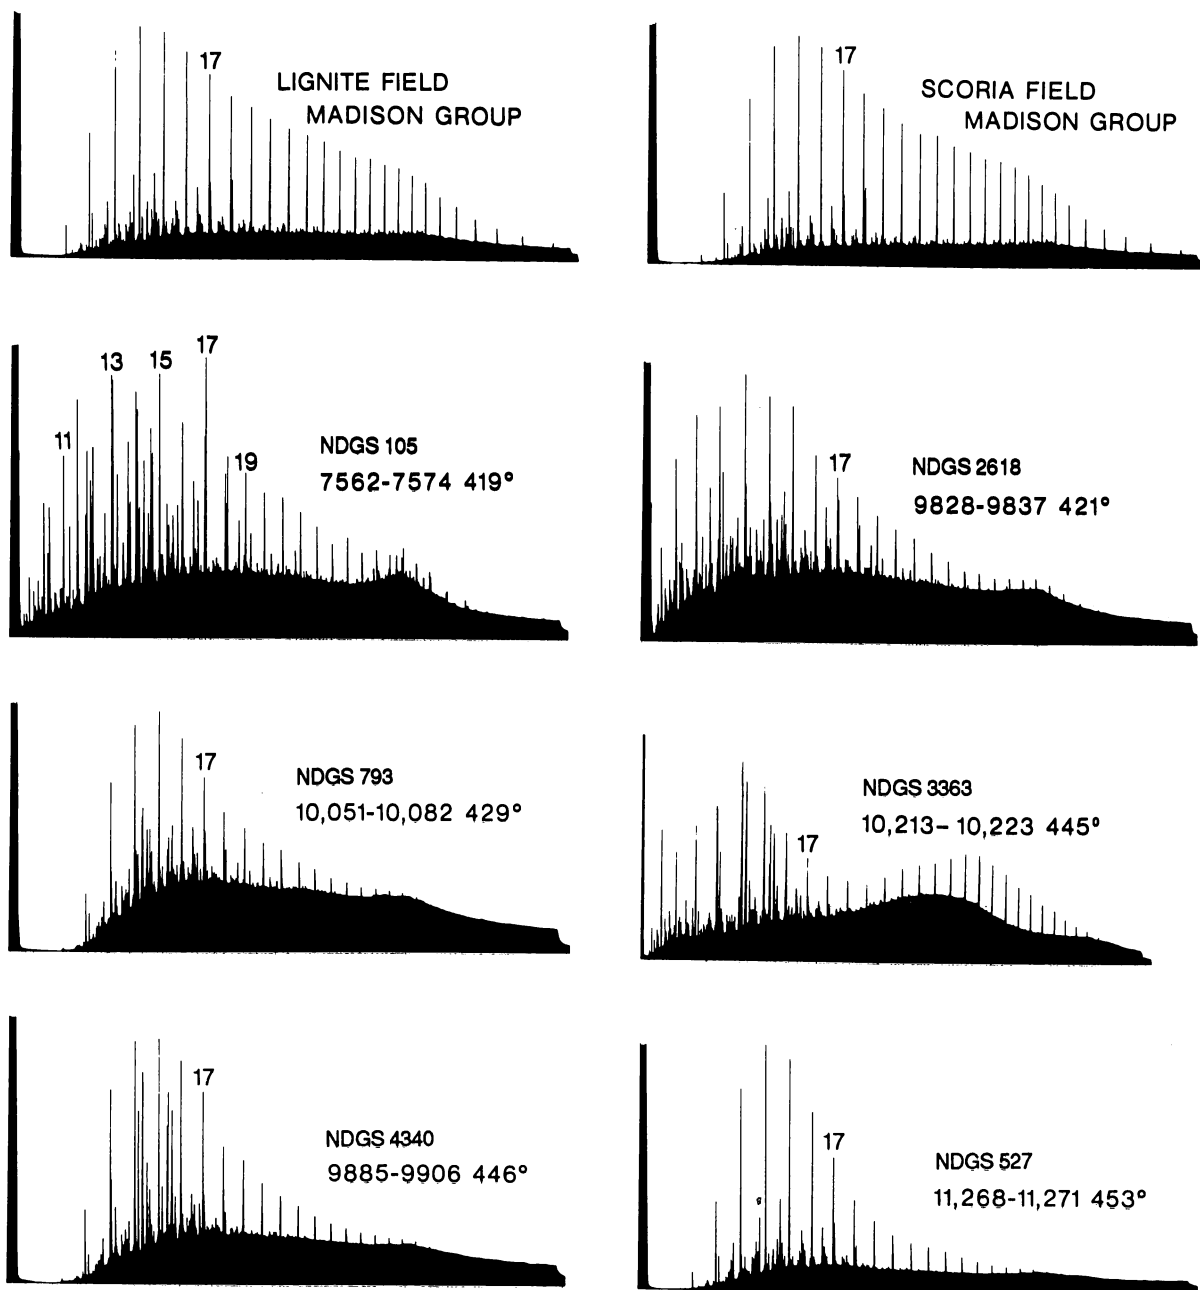 17
LIGNITE FIELD
MADISON GROUP
17
SCORIA FIELD
MADISON GROUP
11
13
15
17
19
NDGS 105
7562-7574 419°
17
NDGS 2618
9828-9837 421°
17
NDGS 793
10,051-10,082 429°
17
NDGS 3363
10,213-10,223 445°
17
NDGS 4340
9885-9906 446°
17
NDGS 527
11,268-11,271 453°